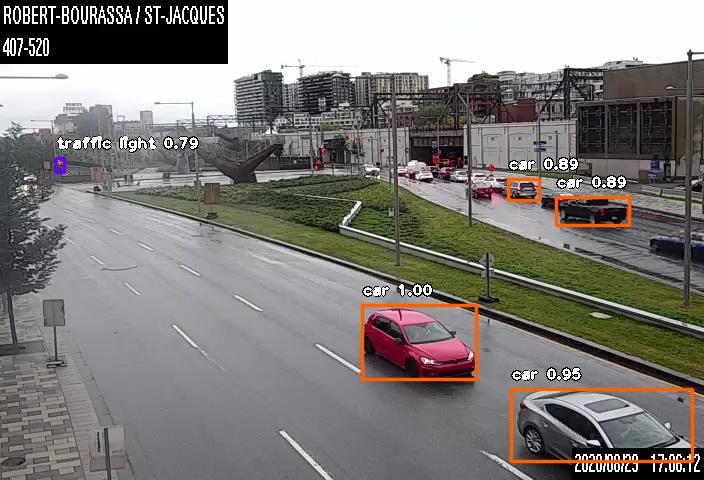 ROBERT-BOURASSA / ST-JACQUES
407-520
traffic light 0.79
car 0.89
car 0.89
car 1.00
car 0.95
2020/08/29 17:06:12